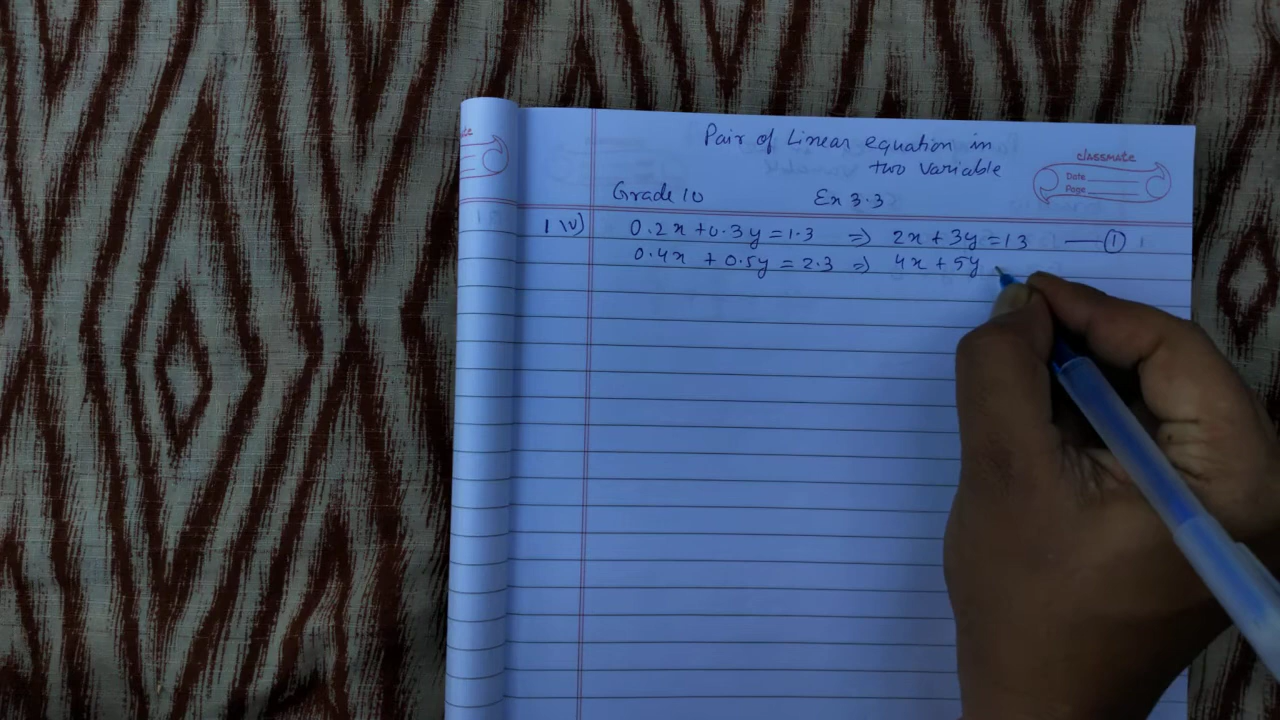 Pair of Linear equation in
two Variable
classmate
Date
Page
Grade 10 Ex 3.3
1 iv) 0.2x + 0.3y = 1.3 ⇒ 2x + 3y = 13 — ①
0.4x + 0.5y = 2.3 ⇒ 4x + 5y